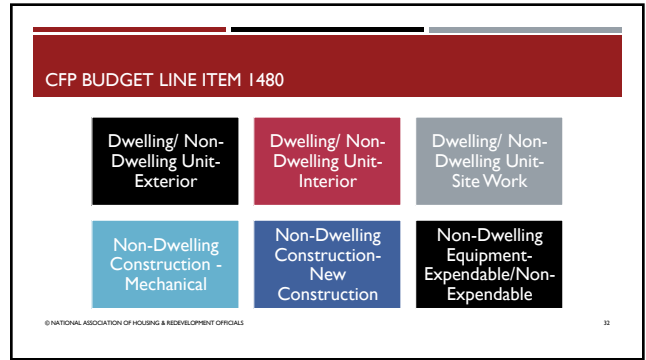 CFP BUDGET LINE ITEM 1480
Dwelling/ Non-
Dwelling Unit-
Exterior
Dwelling/ Non-
Dwelling Unit-
Interior
Dwelling/ Non-
Dwelling Unit-
Site Work
Non-Dwelling
Construction -
Mechanical
Non-Dwelling
Construction-
New
Construction
Non-Dwelling
Equipment-
Expendable/Non-
Expendable
© NATIONAL ASSOCIATION OF HOUSING & REDEVELOPMENT OFFICIALS
32